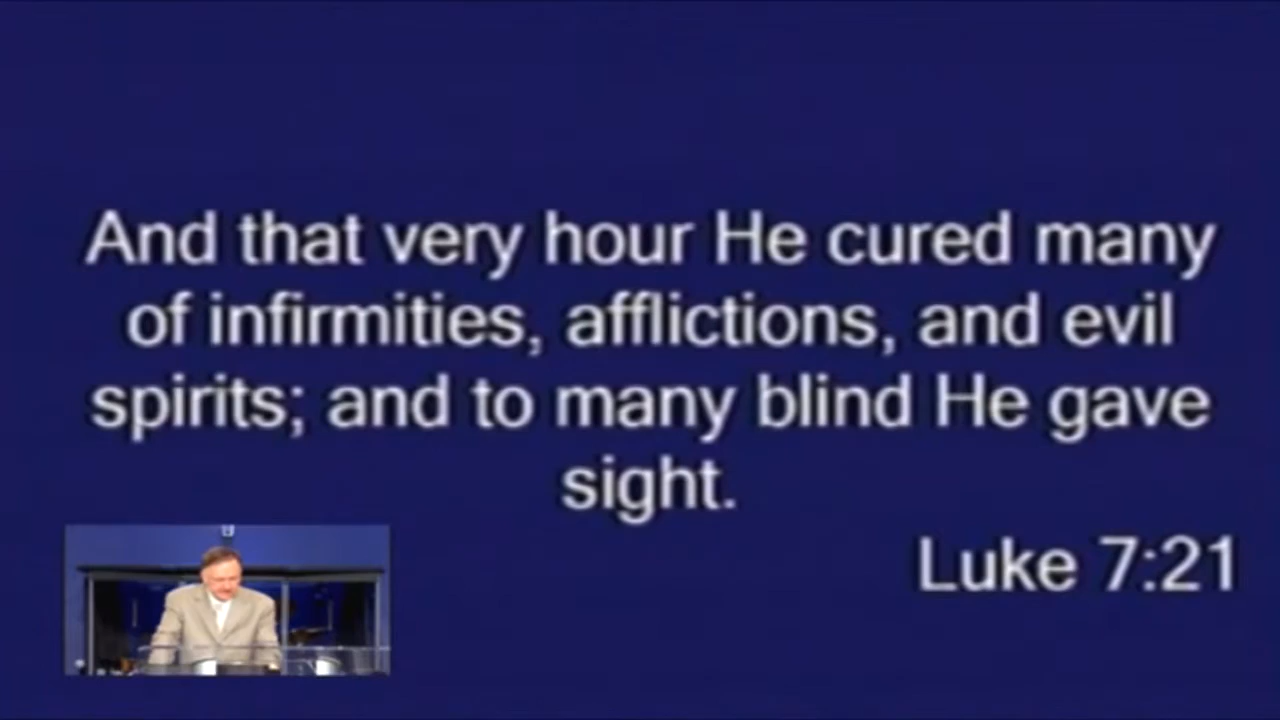 And that very hour He cured many
of infirmities, afflictions, and evil
spirits; and to many blind He gave
sight.
Luke 7:21